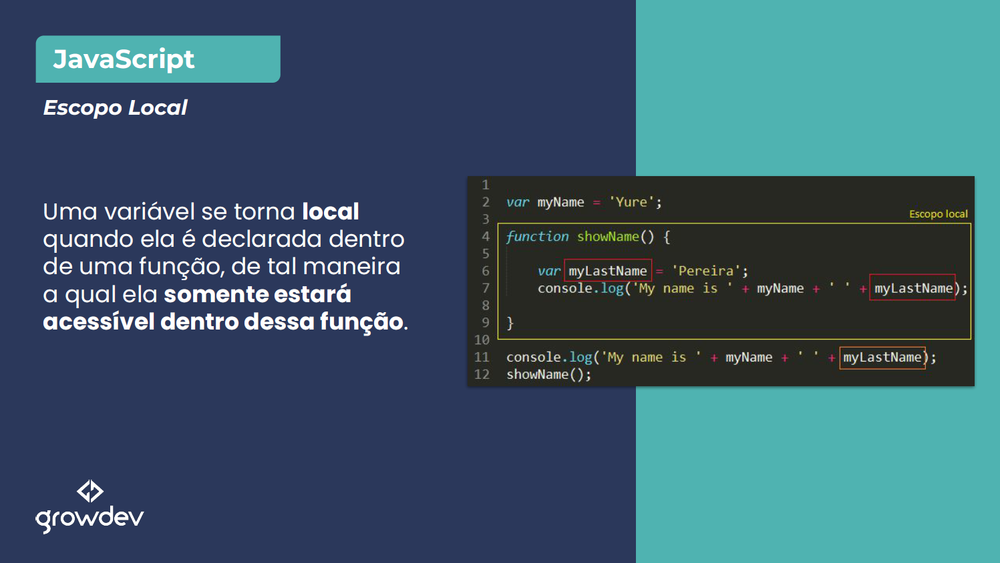 JavaScript
Escopo Local
Uma variável se torna local
quando ela é declarada dentro
de uma função, de tal maneira
a qual ela somente estará
acessível dentro dessa função.
1
2 var myName = 'Yure';
3
Escopo local
4 function showName() {
5
6 var myLastName = 'Pereira';
7 console.log('My name is ' + myName + ' ' + myLastName);
8
9 }
10
11 console.log('My name is ' + myName + ' ' + myLastName);
12 showName();
growdev